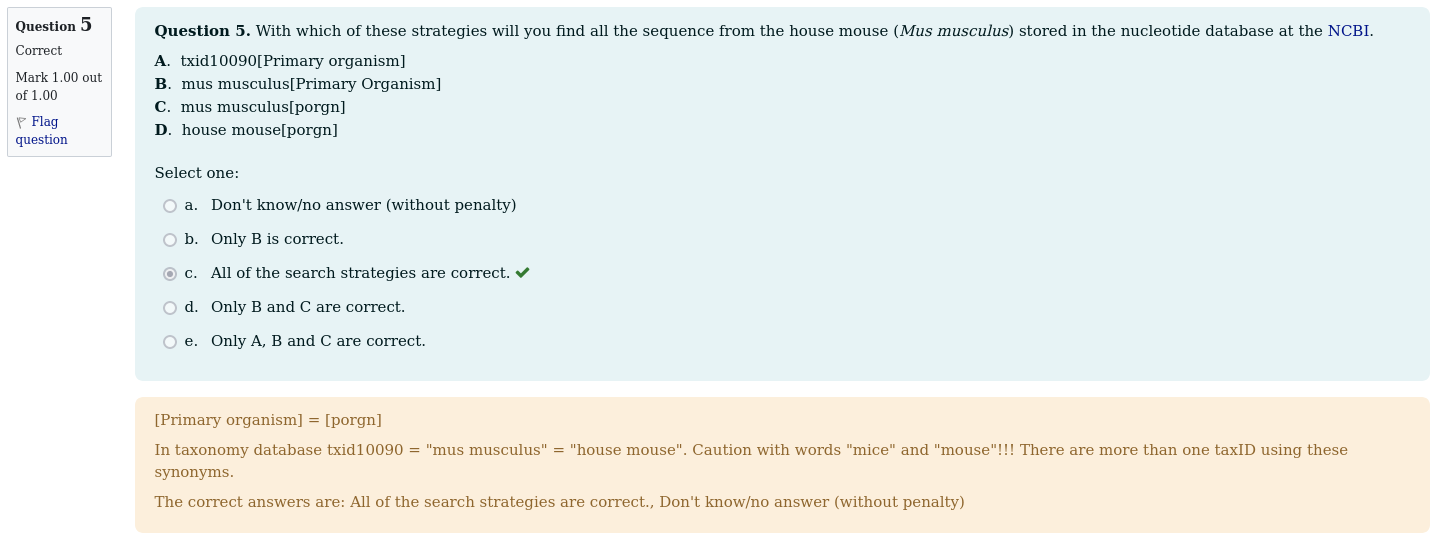 Question 5
Correct
Mark 1.00 out
of 1.00
Flag
question
Question 5. With which of these strategies will you find all the sequence from the house mouse (Mus musculus) stored in the nucleotide database at the NCBI.
A. txid10090[Primary organism]
B. mus musculus[Primary Organism]
C. mus musculus[porgn]
D. house mouse[porgn]
Select one:
a. Don't know/no answer (without penalty)
b. Only B is correct.
c. All of the search strategies are correct.
d. Only B and C are correct.
e. Only A, B and C are correct.
[Primary organism] = [porgn]
In taxonomy database txid10090 = "mus musculus" = "house mouse". Caution with words "mice" and "mouse"!!! There are more than one taxID using these
synonyms.
The correct answers are: All of the search strategies are correct., Don't know/no answer (without penalty)